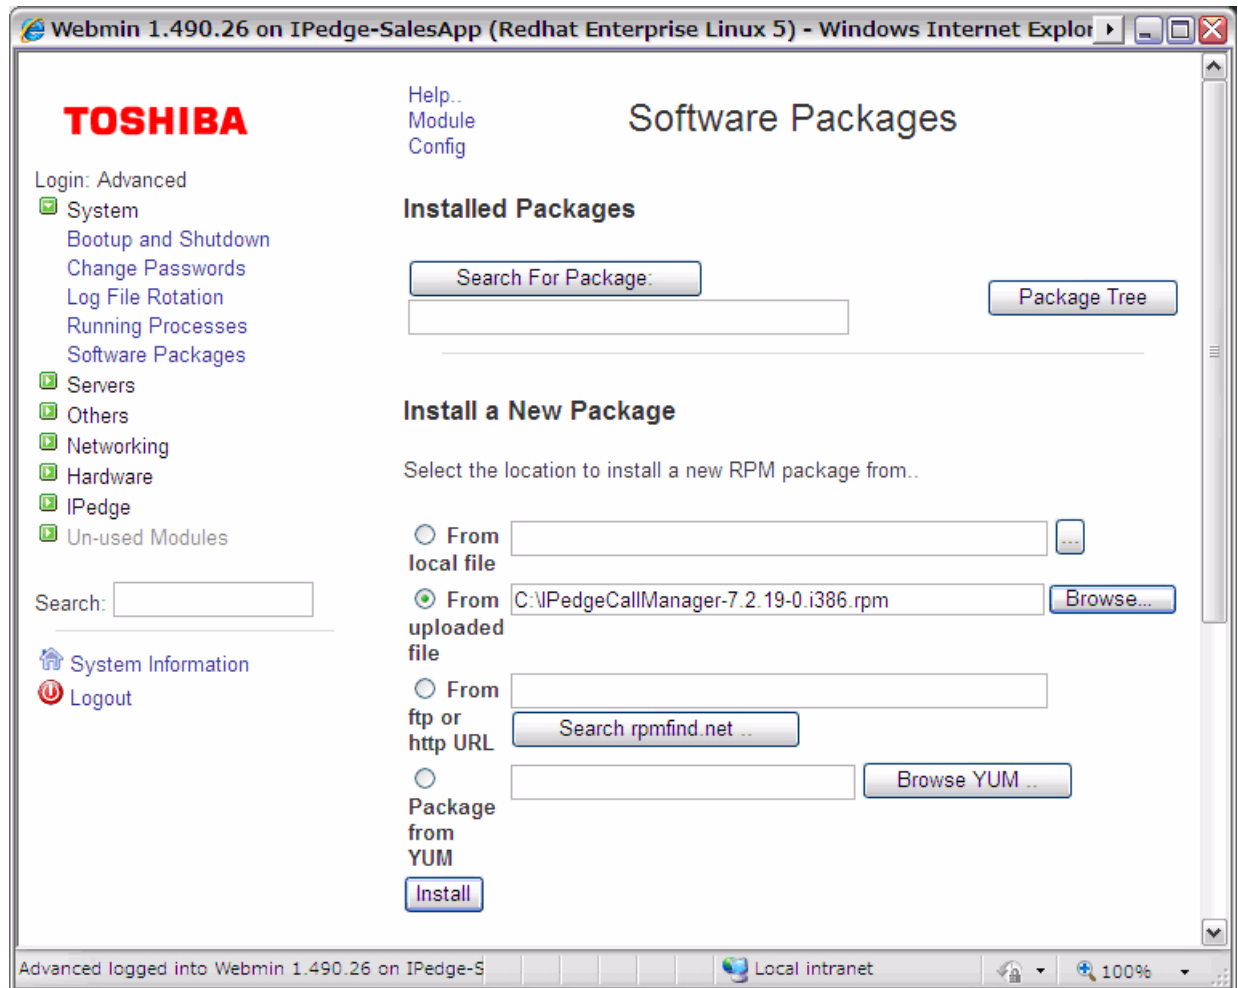 Webmin 1.490.26 on IPedge-SalesApp (Redhat Enterprise Linux 5) - Windows Internet Explor
TOSHIBA
Login: Advanced
System
Bootup and Shutdown
Change Passwords
Log File Rotation
Running Processes
Software Packages
Servers
Others
Networking
Hardware
IPedge
Un-used Modules
Search:
System Information
Logout
Help..
Module
Config
Software Packages
Installed Packages
Search For Package:
Package Tree
Install a New Package
Select the location to install a new RPM package from..
From
local file
...
From
uploaded
file
C:\IPedgeCallManager-7.2.19-0.i386.rpm
Browse...
From
ftp or
http URL
Search rpmfind.net ..
Package
from
YUM
Browse YUM ..
Install
Advanced logged into Webmin 1.490.26 on IPedge-S
Local intranet
100%